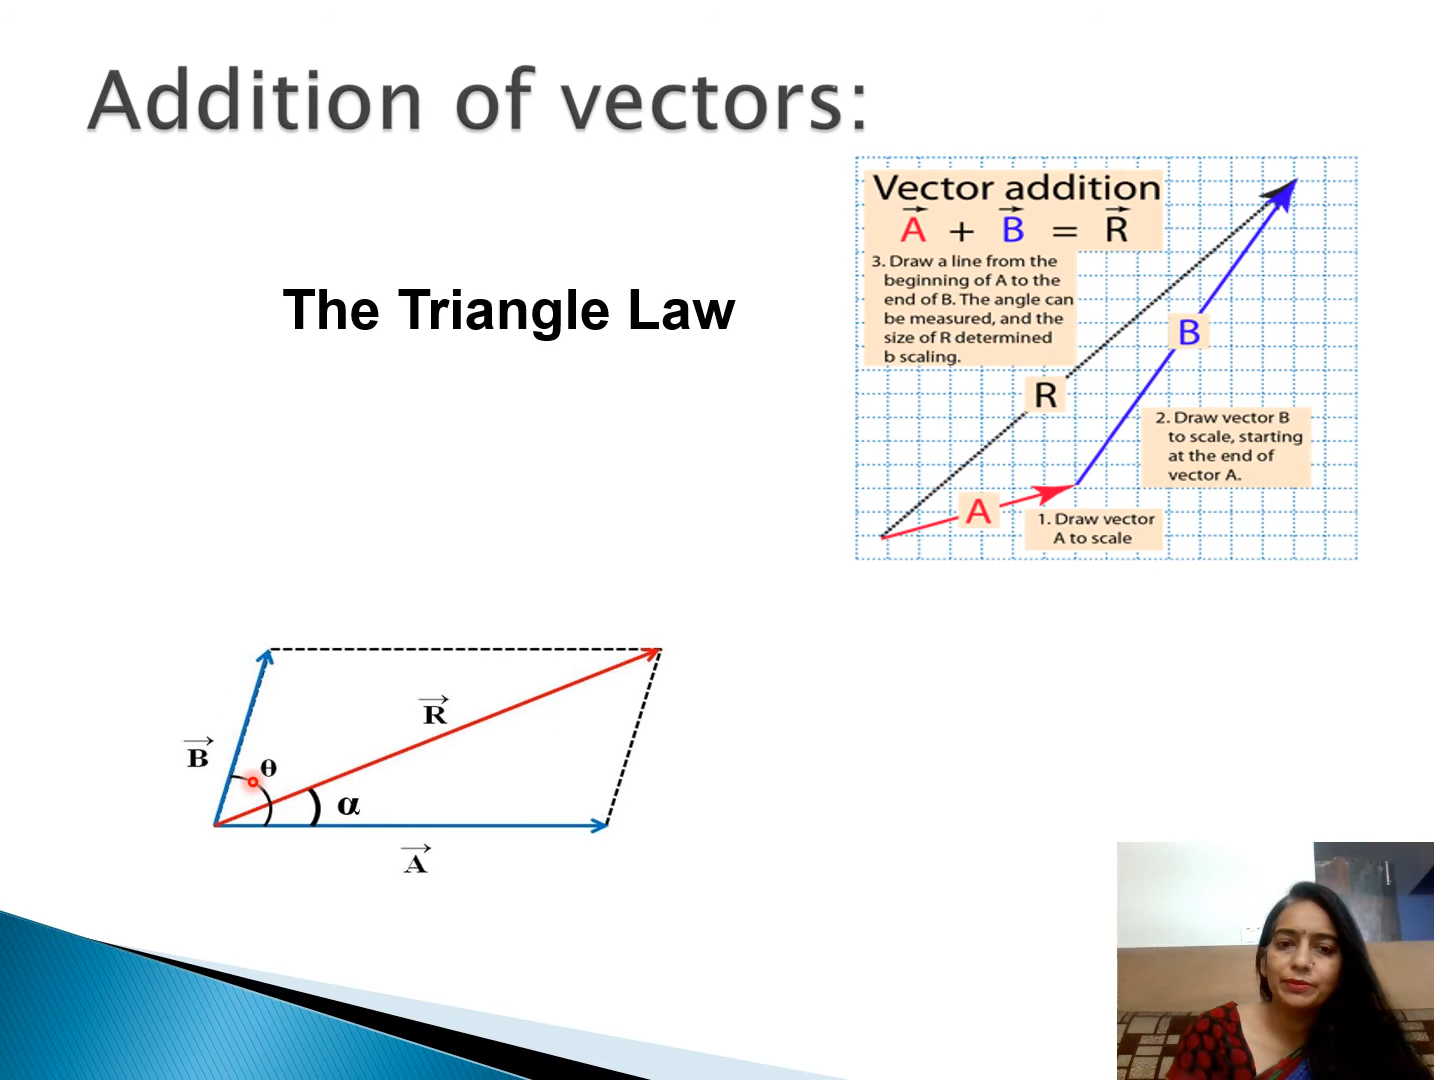 Addition of vectors:
The Triangle Law
Vector addition
A + B = R
3. Draw a line from the
beginning of A to the
end of B. The angle can
be measured, and the
size of R determined
b scaling.
R
B
2. Draw vector B
to scale, starting
at the end of
vector A.
A
1. Draw vector
A to scale
R
B
θ
α
A